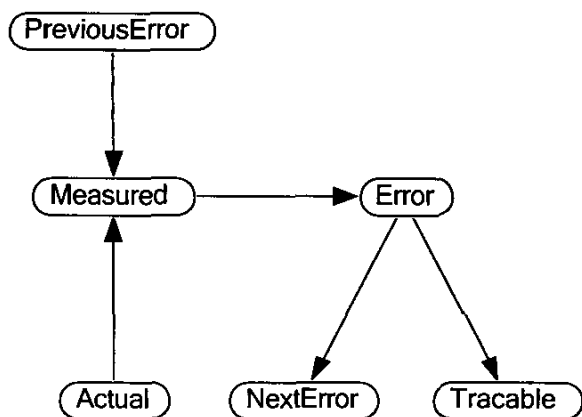 PreviousError
Measured
Error
Actual
NextError
Tracable